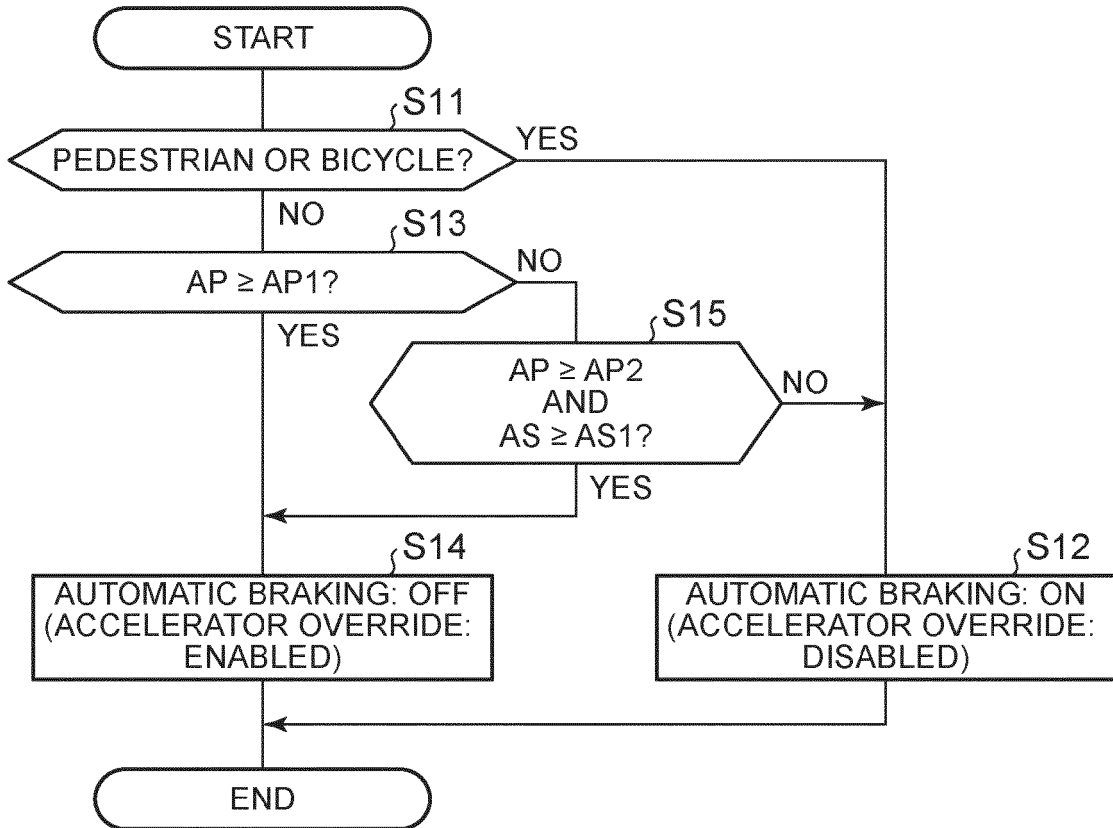 START
S11
PEDESTRIAN OR BICYCLE?
YES
NO
S13
AP ≥ AP1?
NO
YES
S15
AP ≥ AP2
AND
AS ≥ AS1?
NO
YES
S14
AUTOMATIC BRAKING: OFF
(ACCELERATOR OVERRIDE:
ENABLED)
S12
AUTOMATIC BRAKING: ON
(ACCELERATOR OVERRIDE:
DISABLED)
END